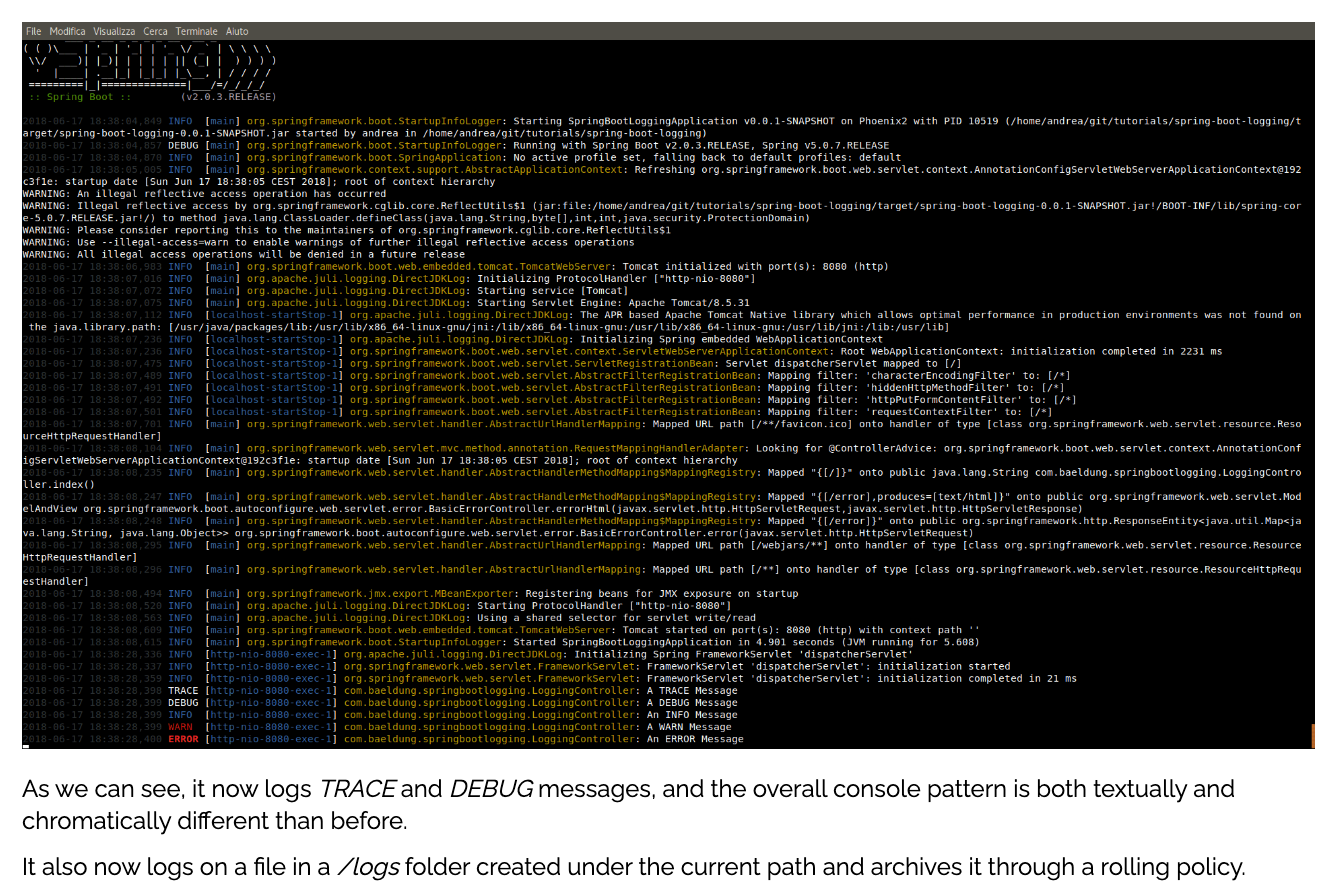 File Modifica Visualizza Cerca Terminale Aiuto
( ( )\___ | '_ | '_| | '_ \/ _` | \ \ \ \
\\/  ___)| |_)| | | | | || (_| |  ) ) ) )
'  |____| .__|_| |_|_| |_\__, | / / / /
=========|_|==============|___/=/_/_/_/
:: Spring Boot ::        (v2.0.3.RELEASE)
2018-06-17 18:38:04,849 INFO  [main] org.springframework.boot.StartupInfoLogger: Starting SpringBootLoggingApplication v0.0.1-SNAPSHOT on Phoenix2 with PID 10519 (/home/andrea/git/tutorials/spring-boot-logging/t
arget/spring-boot-logging-0.0.1-SNAPSHOT.jar started by andrea in /home/andrea/git/tutorials/spring-boot-logging)
2018-06-17 18:38:04,857 DEBUG [main] org.springframework.boot.StartupInfoLogger: Running with Spring Boot v2.0.3.RELEASE, Spring v5.0.7.RELEASE
2018-06-17 18:38:04,870 INFO  [main] org.springframework.boot.SpringApplication: No active profile set, falling back to default profiles: default
2018-06-17 18:38:05,005 INFO  [main] org.springframework.context.support.AbstractApplicationContext: Refreshing org.springframework.boot.web.servlet.context.AnnotationConfigServletWebServerApplicationContext@192
c3f1e: startup date [Sun Jun 17 18:38:05 CEST 2018]; root of context hierarchy
WARNING: An illegal reflective access operation has occurred
WARNING: Illegal reflective access by org.springframework.cglib.core.ReflectUtils$1 (jar:file:/home/andrea/git/tutorials/spring-boot-logging/target/spring-boot-logging-0.0.1-SNAPSHOT.jar!/BOOT-INF/lib/spring-cor
e-5.0.7.RELEASE.jar!/) to method java.lang.ClassLoader.defineClass(java.lang.String,byte[],int,int,java.security.ProtectionDomain)
WARNING: Please consider reporting this to the maintainers of org.springframework.cglib.core.ReflectUtils$1
WARNING: Use --illegal-access=warn to enable warnings of further illegal reflective access operations
WARNING: All illegal access operations will be denied in a future release
2018-06-17 18:38:06,983 INFO  [main] org.springframework.boot.web.embedded.tomcat.TomcatWebServer: Tomcat initialized with port(s): 8080 (http)
2018-06-17 18:38:07,016 INFO  [main] org.apache.juli.logging.DirectJDKLog: Initializing ProtocolHandler ["http-nio-8080"]
2018-06-17 18:38:07,072 INFO  [main] org.apache.juli.logging.DirectJDKLog: Starting service [Tomcat]
2018-06-17 18:38:07,075 INFO  [main] org.apache.juli.logging.DirectJDKLog: Starting Servlet Engine: Apache Tomcat/8.5.31
2018-06-17 18:38:07,112 INFO  [localhost-startStop-1] org.apache.juli.logging.DirectJDKLog: The APR based Apache Tomcat Native library which allows optimal performance in production environments was not found on
the java.library.path: [/usr/java/packages/lib:/usr/lib/x86_64-linux-gnu/jni:/lib/x86_64-linux-gnu:/usr/lib/x86_64-linux-gnu:/usr/lib/jni:/lib:/usr/lib]
2018-06-17 18:38:07,236 INFO  [localhost-startStop-1] org.apache.juli.logging.DirectJDKLog: Initializing Spring embedded WebApplicationContext
2018-06-17 18:38:07,236 INFO  [localhost-startStop-1] org.springframework.boot.web.servlet.context.ServletWebServerApplicationContext: Root WebApplicationContext: initialization completed in 2231 ms
2018-06-17 18:38:07,475 INFO  [localhost-startStop-1] org.springframework.boot.web.servlet.ServletRegistrationBean: Servlet dispatcherServlet mapped to [/]
2018-06-17 18:38:07,489 INFO  [localhost-startStop-1] org.springframework.boot.web.servlet.AbstractFilterRegistrationBean: Mapping filter: 'characterEncodingFilter' to: [/*]
2018-06-17 18:38:07,491 INFO  [localhost-startStop-1] org.springframework.boot.web.servlet.AbstractFilterRegistrationBean: Mapping filter: 'hiddenHttpMethodFilter' to: [/*]
2018-06-17 18:38:07,492 INFO  [localhost-startStop-1] org.springframework.boot.web.servlet.AbstractFilterRegistrationBean: Mapping filter: 'httpPutFormContentFilter' to: [/*]
2018-06-17 18:38:07,501 INFO  [localhost-startStop-1] org.springframework.boot.web.servlet.AbstractFilterRegistrationBean: Mapping filter: 'requestContextFilter' to: [/*]
2018-06-17 18:38:07,701 INFO  [main] org.springframework.web.servlet.handler.AbstractUrlHandlerMapping: Mapped URL path [/**/favicon.ico] onto handler of type [class org.springframework.web.servlet.resource.Reso
urceHttpRequestHandler]
2018-06-17 18:38:08,104 INFO  [main] org.springframework.web.servlet.mvc.method.annotation.RequestMappingHandlerAdapter: Looking for @ControllerAdvice: org.springframework.boot.web.servlet.context.AnnotationConf
igServletWebServerApplicationContext@192c3f1e: startup date [Sun Jun 17 18:38:05 CEST 2018]; root of context hierarchy
2018-06-17 18:38:08,235 INFO  [main] org.springframework.web.servlet.handler.AbstractHandlerMethodMapping$MappingRegistry: Mapped "{[/]}" onto public java.lang.String com.baeldung.springbootlogging.LoggingContro
ller.index()
2018-06-17 18:38:08,247 INFO  [main] org.springframework.web.servlet.handler.AbstractHandlerMethodMapping$MappingRegistry: Mapped "{[/error],produces=[text/html]}" onto public org.springframework.web.servlet.Mod
elAndView org.springframework.boot.autoconfigure.web.servlet.error.BasicErrorController.errorHtml(javax.servlet.http.HttpServletRequest,javax.servlet.http.HttpServletResponse)
2018-06-17 18:38:08,248 INFO  [main] org.springframework.web.servlet.handler.AbstractHandlerMethodMapping$MappingRegistry: Mapped "{[/error]}" onto public org.springframework.http.ResponseEntity<java.util.Map<ja
va.lang.String, java.lang.Object>> org.springframework.boot.autoconfigure.web.servlet.error.BasicErrorController.error(javax.servlet.http.HttpServletRequest)
2018-06-17 18:38:08,295 INFO  [main] org.springframework.web.servlet.handler.AbstractUrlHandlerMapping: Mapped URL path [/webjars/**] onto handler of type [class org.springframework.web.servlet.resource.Resource
HttpRequestHandler]
2018-06-17 18:38:08,296 INFO  [main] org.springframework.web.servlet.handler.AbstractUrlHandlerMapping: Mapped URL path [/**] onto handler of type [class org.springframework.web.servlet.resource.ResourceHttpRequ
estHandler]
2018-06-17 18:38:08,494 INFO  [main] org.springframework.jmx.export.MBeanExporter: Registering beans for JMX exposure on startup
2018-06-17 18:38:08,520 INFO  [main] org.apache.juli.logging.DirectJDKLog: Starting ProtocolHandler ["http-nio-8080"]
2018-06-17 18:38:08,563 INFO  [main] org.apache.juli.logging.DirectJDKLog: Using a shared selector for servlet write/read
2018-06-17 18:38:08,609 INFO  [main] org.springframework.boot.web.embedded.tomcat.TomcatWebServer: Tomcat started on port(s): 8080 (http) with context path ''
2018-06-17 18:38:08,615 INFO  [main] org.springframework.boot.StartupInfoLogger: Started SpringBootLoggingApplication in 4.901 seconds (JVM running for 5.608)
2018-06-17 18:38:28,336 INFO  [http-nio-8080-exec-1] org.apache.juli.logging.DirectJDKLog: Initializing Spring FrameworkServlet 'dispatcherServlet'
2018-06-17 18:38:28,337 INFO  [http-nio-8080-exec-1] org.springframework.web.servlet.FrameworkServlet: FrameworkServlet 'dispatcherServlet': initialization started
2018-06-17 18:38:28,359 INFO  [http-nio-8080-exec-1] org.springframework.web.servlet.FrameworkServlet: FrameworkServlet 'dispatcherServlet': initialization completed in 21 ms
2018-06-17 18:38:28,398 TRACE [http-nio-8080-exec-1] com.baeldung.springbootlogging.LoggingController: A TRACE Message
2018-06-17 18:38:28,399 DEBUG [http-nio-8080-exec-1] com.baeldung.springbootlogging.LoggingController: A DEBUG Message
2018-06-17 18:38:28,399 INFO  [http-nio-8080-exec-1] com.baeldung.springbootlogging.LoggingController: An INFO Message
2018-06-17 18:38:28,399 WARN  [http-nio-8080-exec-1] com.baeldung.springbootlogging.LoggingController: A WARN Message
2018-06-17 18:38:28,400 ERROR [http-nio-8080-exec-1] com.baeldung.springbootlogging.LoggingController: An ERROR Message
As we can see, it now logs TRACE and DEBUG messages, and the overall console pattern is both textually and
chromatically different than before.
It also now logs on a file in a /logs folder created under the current path and archives it through a rolling policy.